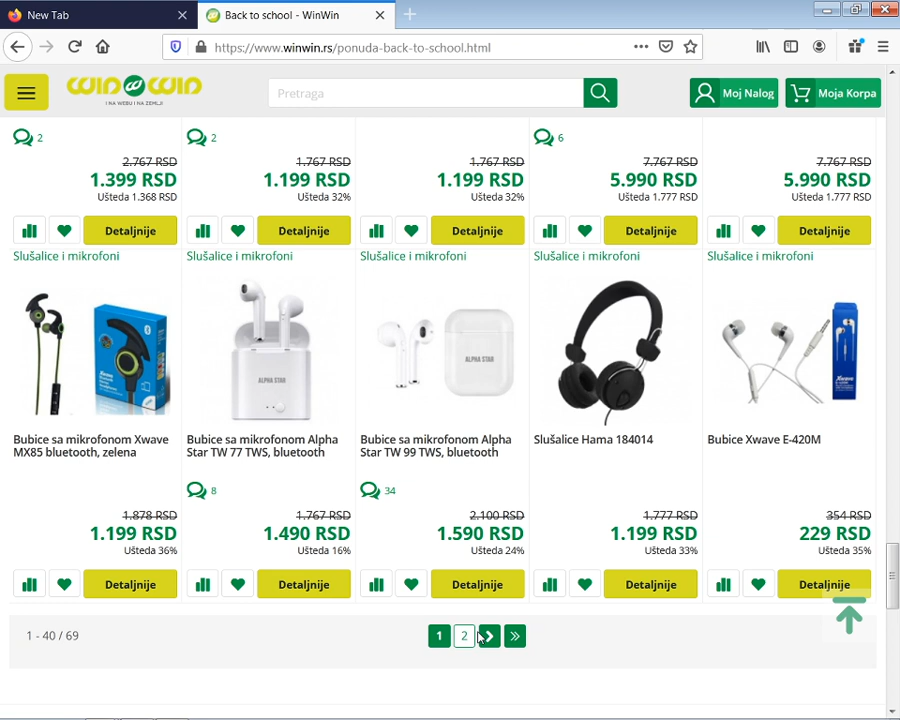 New Tab
Back to school - WinWin
https://www.winwin.rs/ponuda-back-to-school.html
WIN WIN
I NA WEBU I NA ZEMLJI
Pretraga
Moj Nalog
Moja Korpa
2
2
6
2.767 RSD
1.767 RSD
1.767 RSD
7.767 RSD
7.767 RSD
1.399 RSD
1.199 RSD
1.199 RSD
5.990 RSD
5.990 RSD
Ušteda 1.368 RSD
Ušteda 32%
Ušteda 32%
Ušteda 1.777 RSD
Ušteda 1.777 RSD
Detaljnije
Detaljnije
Detaljnije
Detaljnije
Detaljnije
Slušalice i mikrofoni
Slušalice i mikrofoni
Slušalice i mikrofoni
Slušalice i mikrofoni
Slušalice i mikrofoni
ALPHA STAR
ALPHA STAR
Xwave
Xwave
Bubice sa mikrofonom Xwave
MX85 bluetooth, zelena
Bubice sa mikrofonom Alpha
Star TW 77 TWS, bluetooth
Bubice sa mikrofonom Alpha
Star TW 99 TWS, bluetooth
Slušalice Hama 184014
Bubice Xwave E-420M
8
34
1.878 RSD
1.767 RSD
2.100 RSD
1.777 RSD
354 RSD
1.199 RSD
1.490 RSD
1.590 RSD
1.199 RSD
229 RSD
Ušteda 36%
Ušteda 16%
Ušteda 24%
Ušteda 33%
Ušteda 35%
Detaljnije
Detaljnije
Detaljnije
Detaljnije
Detaljnije
1 - 40 / 69
1
2